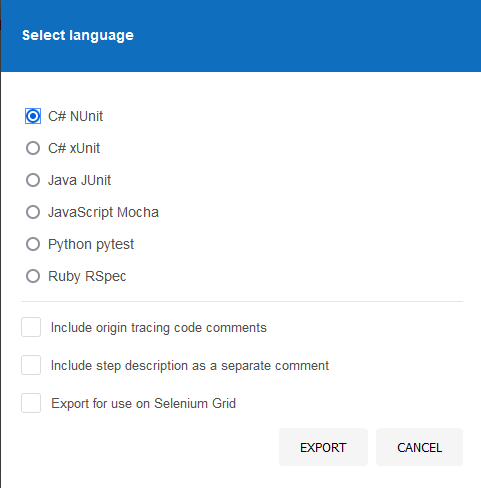 Select language
C# NUnit
C# xUnit
Java JUnit
JavaScript Mocha
Python pytest
Ruby RSpec
Include origin tracing code comments
Include step description as a separate comment
Export for use on Selenium Grid
EXPORT CANCEL